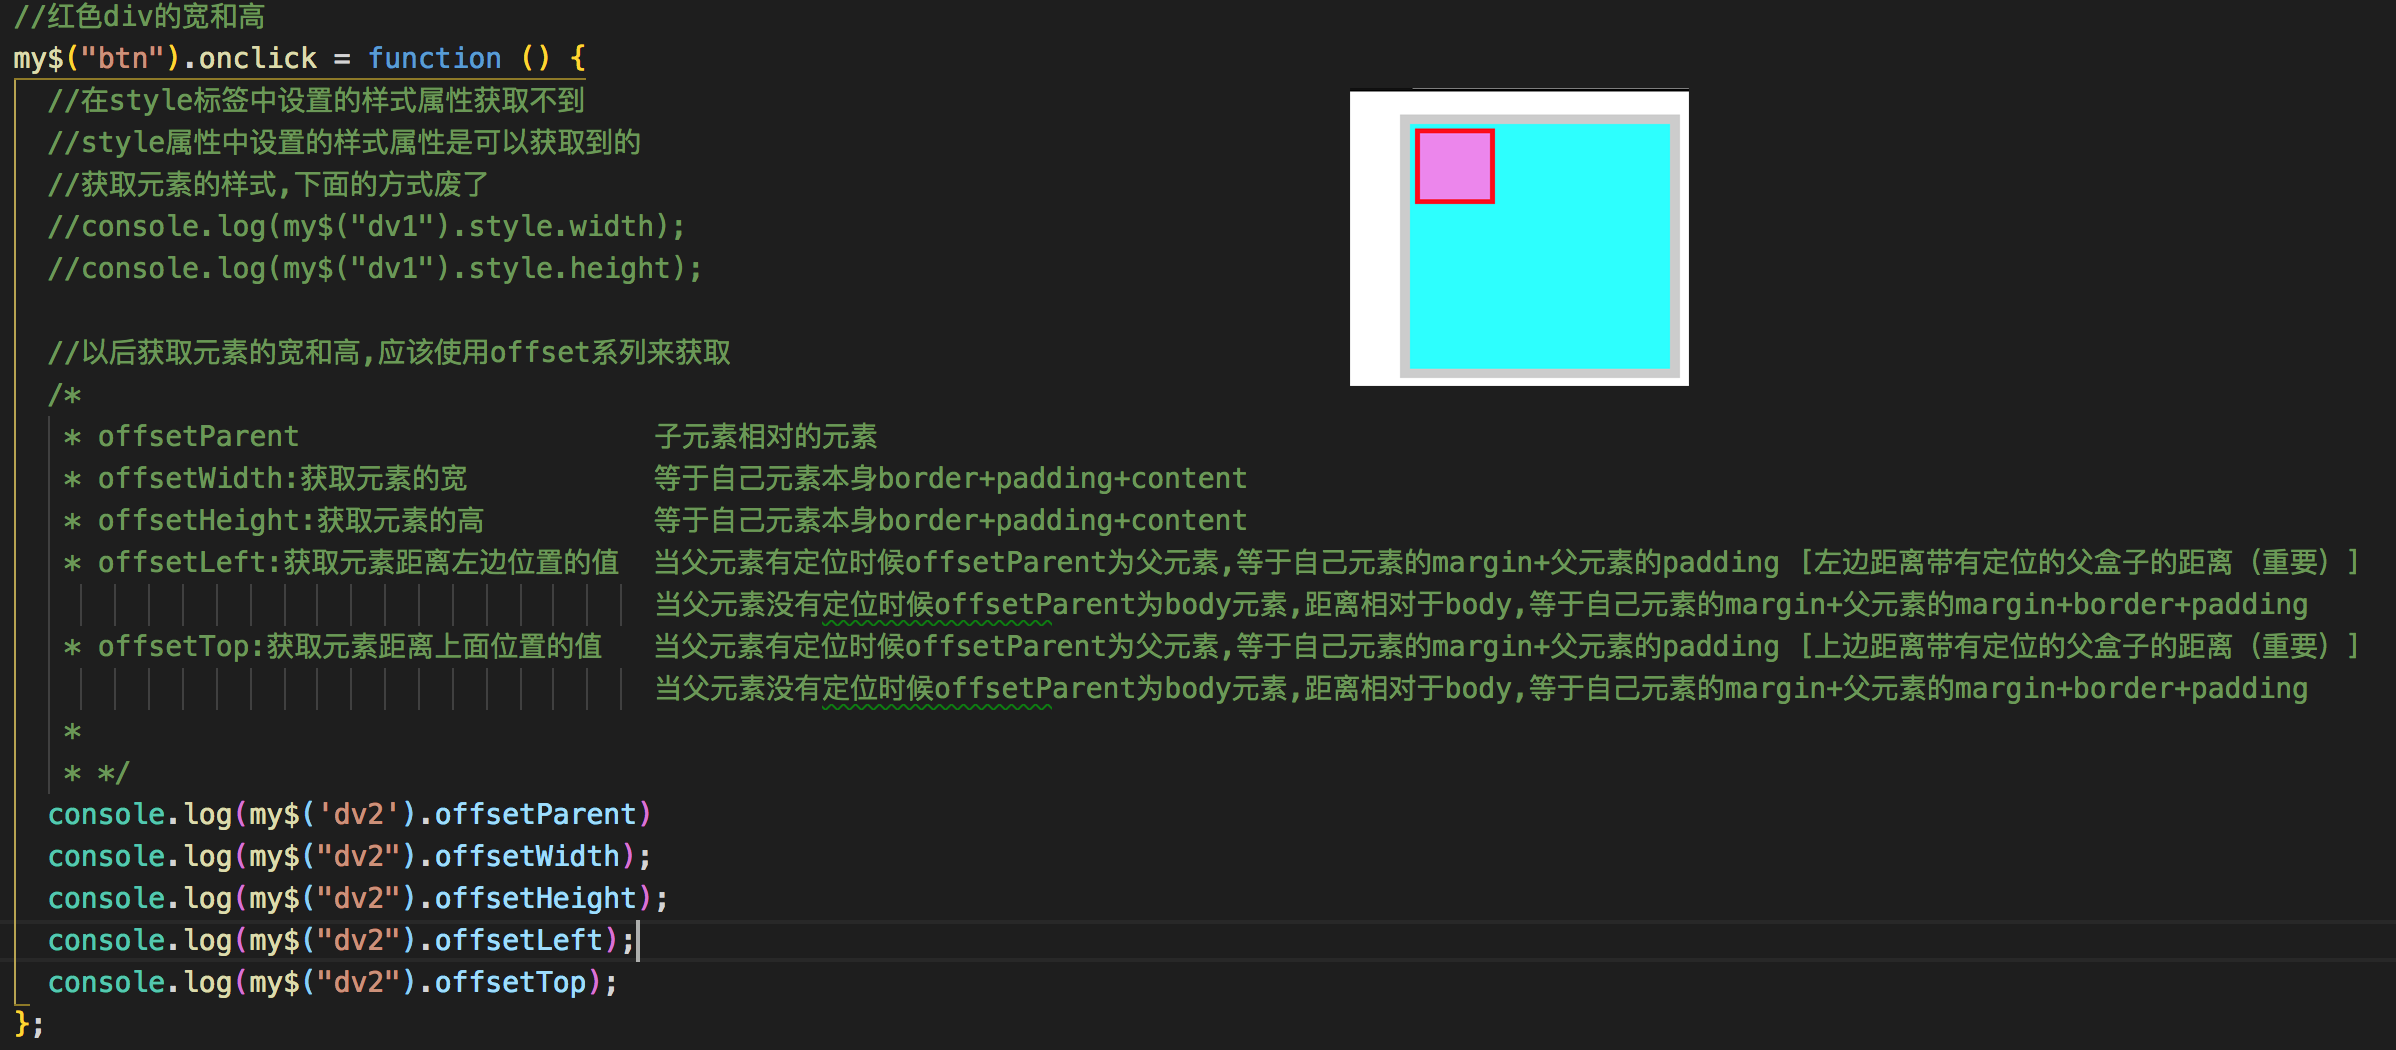 //红色div的宽和高
my$("btn").onclick = function () {
//在style标签中设置的样式属性获取不到
//style属性中设置的样式属性是可以获取到的
//获取元素的样式,下面的方式废了
//console.log(my$("dv1").style.width);
//console.log(my$("dv1").style.height);
//以后获取元素的宽和高,应该使用offset系列来获取
/*
* offsetParent 子元素相对的元素
* offsetWidth:获取元素的宽 等于自己元素本身border+padding+content
* offsetHeight:获取元素的高 等于自己元素本身border+padding+content
* offsetLeft:获取元素距离左边位置的值 当父元素有定位时候offsetParent为父元素,等于自己元素的margin+父元素的padding [左边距离带有定位的父盒子的距离（重要）]
当父元素没有定位时候offsetParent为body元素,距离相对于body,等于自己元素的margin+父元素的margin+border+padding
* offsetTop:获取元素距离上面位置的值 当父元素有定位时候offsetParent为父元素,等于自己元素的margin+父元素的padding [上边距离带有定位的父盒子的距离（重要）]
当父元素没有定位时候offsetParent为body元素,距离相对于body,等于自己元素的margin+父元素的margin+border+padding
*
* */
console.log(my$('dv2').offsetParent)
console.log(my$("dv2").offsetWidth);
console.log(my$("dv2").offsetHeight);
console.log(my$("dv2").offsetLeft);
console.log(my$("dv2").offsetTop);
};